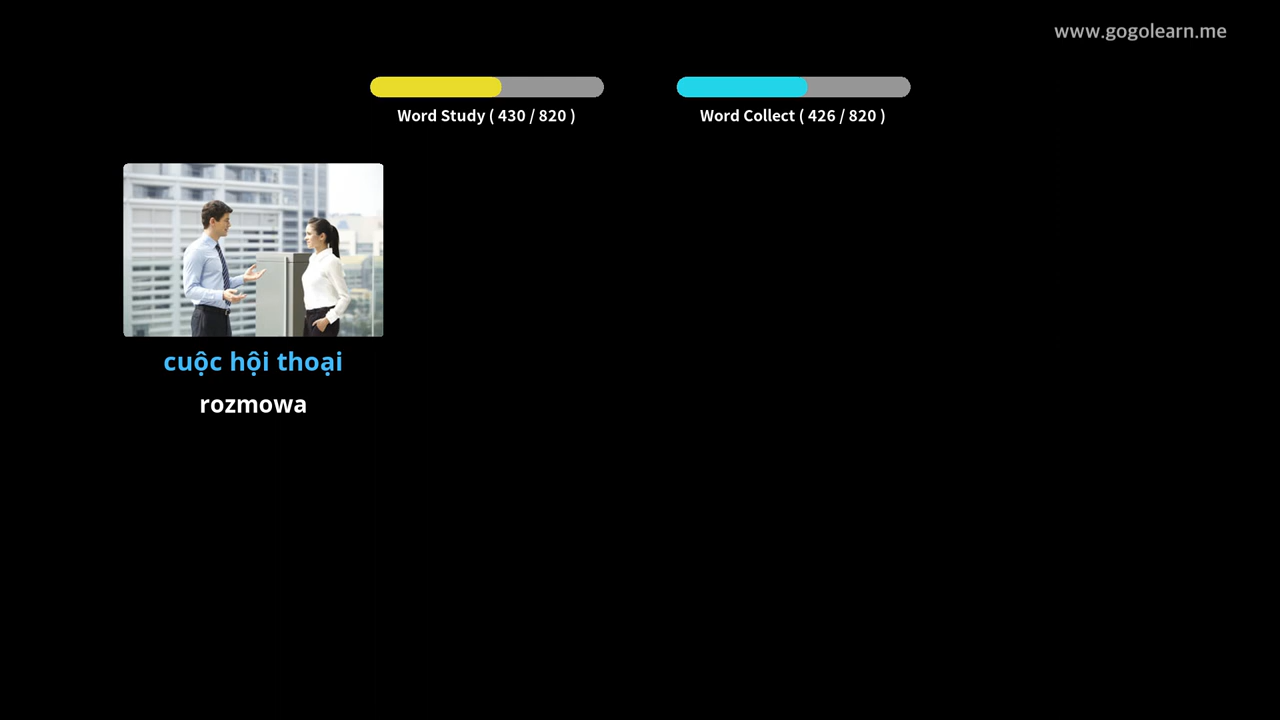 www.gogolearn.me
Word Study ( 430 / 820 )
Word Collect ( 426 / 820 )
cuộc hội thoại
rozmowa